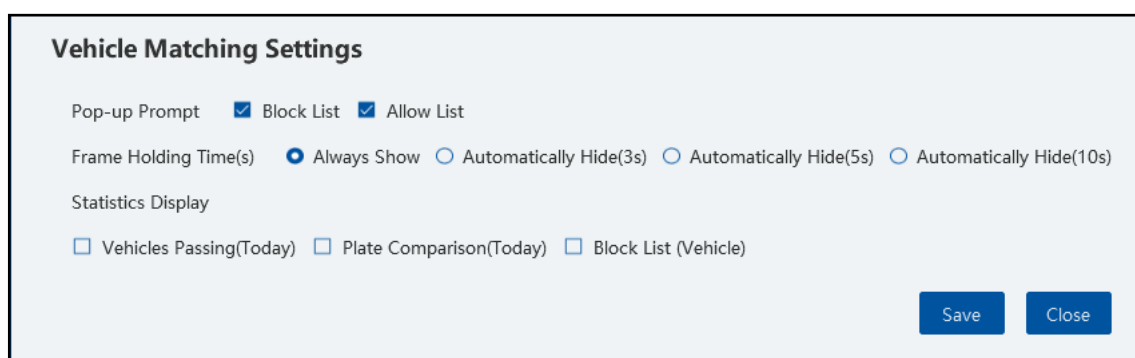 Vehicle Matching Settings
Pop-up Prompt Block List Allow List
Frame Holding Time(s) Always Show Automatically Hide(3s) Automatically Hide(5s) Automatically Hide(10s)
Statistics Display
Vehicles Passing(Today) Plate Comparison(Today) Block List (Vehicle)
Save Close